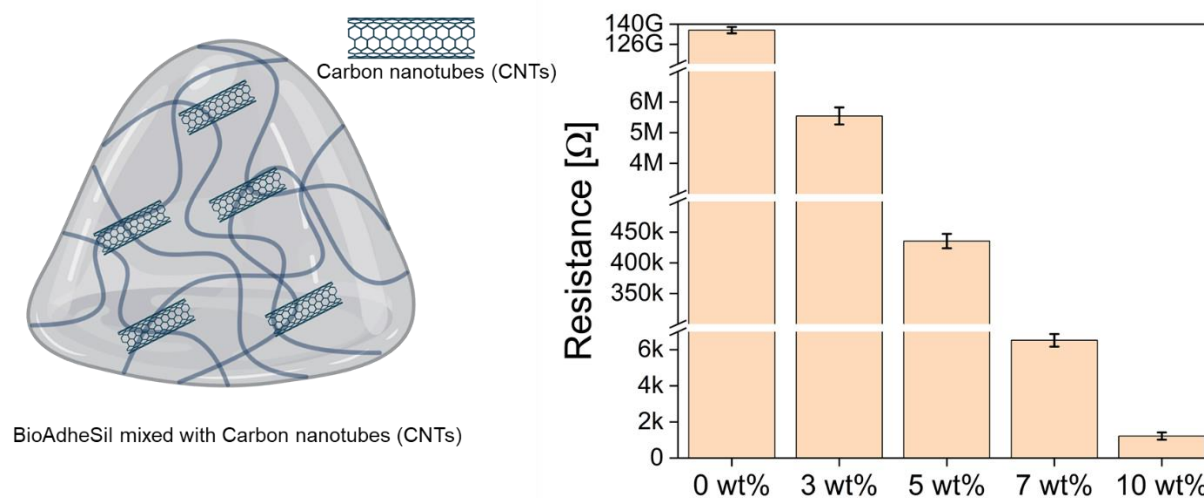 Carbon nanotubes (CNTs)
BioAdheSil mixed with Carbon nanotubes (CNTs)
Resistance [Ω]
140G
126G
6M
5M
4M
450k
400k
350k
6k
4k
2k
0
0 wt% 3 wt% 5 wt% 7 wt% 10 wt%